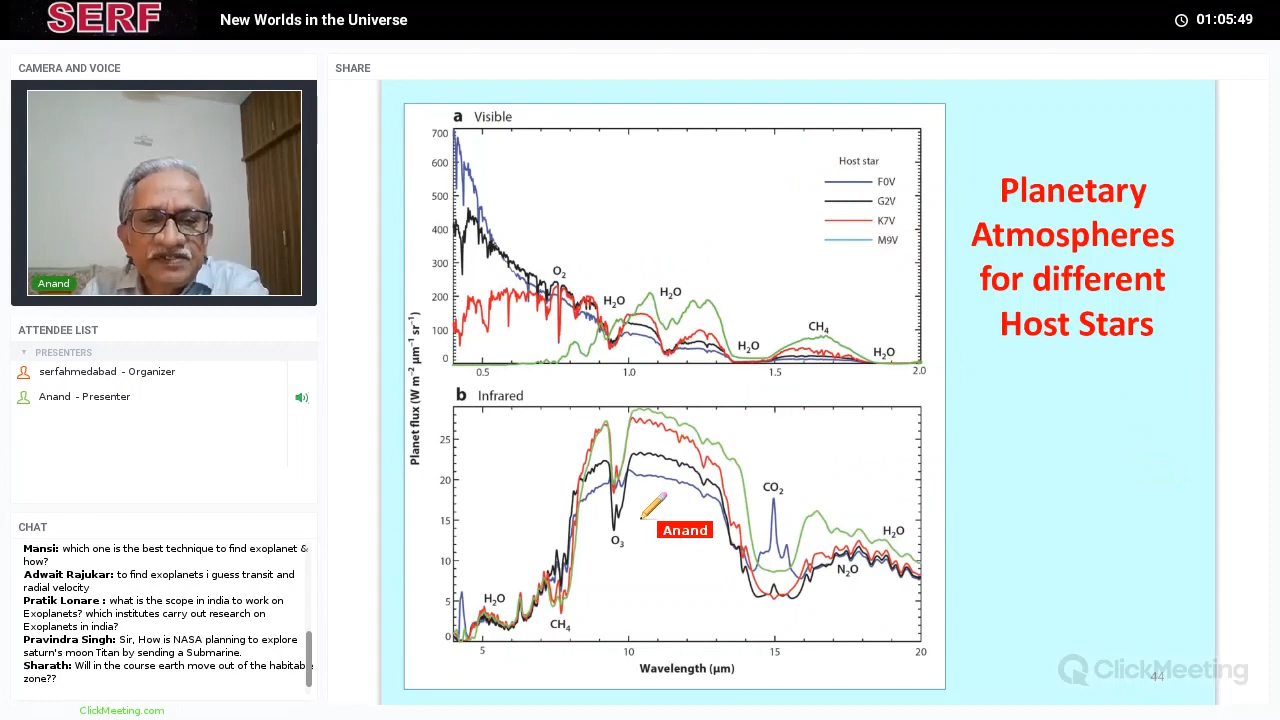 SERF
New Worlds in the Universe
01:05:49
CAMERA AND VOICE
Anand
ATTENDEE LIST
PRESENTERS
serfahmedabad - Organizer
Anand - Presenter
CHAT
Mansi: which one is the best technique to find exoplanet &
how?
Adwait Rajukar: to find exoplanets i guess transit and
radial velocity
Pratik Lonare : what is the scope in india to work on
Exoplanets? which institutes carry out research on
Exoplanets in india?
Pravindra Singh: Sir, How is NASA planning to explore
saturn's moon Titan by sending a Submarine.
Sharath: Will in the course earth move out of the habitable
zone??
ClickMeeting.com
SHARE
a Visible
700
600
500
400
300
200
100
0
Host star
F0V
G2V
K7V
M9V
O2
H2O
H2O
H2O
CH4
H2O
0.5 1.0 1.5 2.0
Planet flux (W m−2 μm−1 sr−1)
b Infrared
25
20
15
10
5
0
H2O
CH4
O3
CO2
N2O
H2O
Anand
5 10 15 20
Wavelength (μm)
Planetary
Atmospheres
for different
Host Stars
ClickMeeting
44